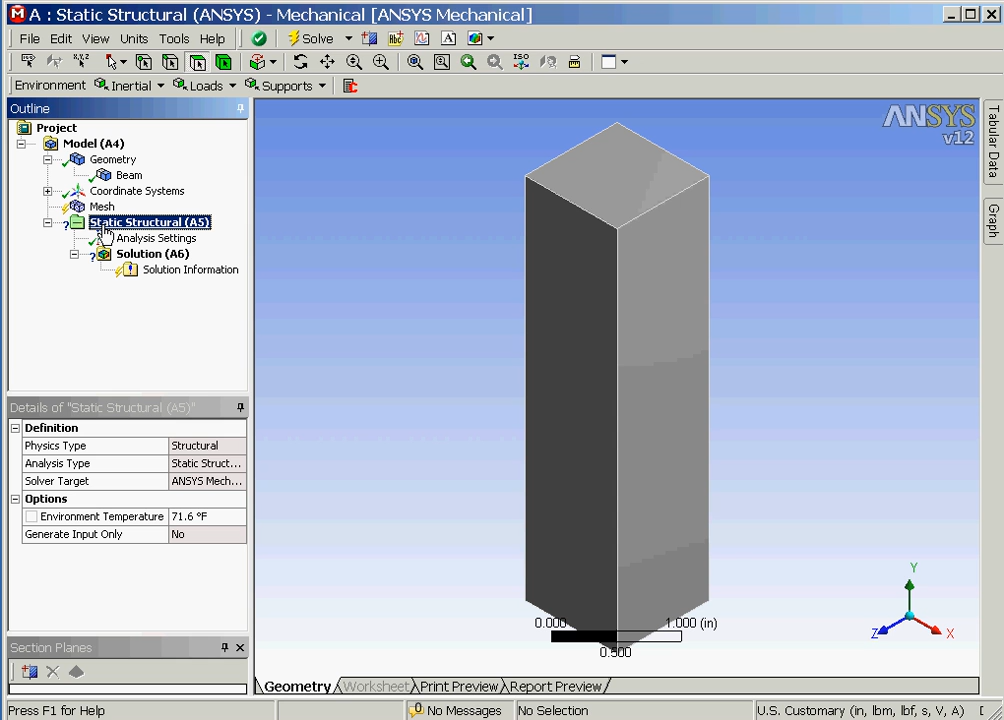 A : Static Structural (ANSYS) - Mechanical [ANSYS Mechanical]
File Edit View Units Tools Help Solve
Environment Inertial Loads Supports
Outline
Project
Model (A4)
Geometry
Beam
Coordinate Systems
Mesh
Static Structural (A5)
Analysis Settings
Solution (A6)
Solution Information
Details of "Static Structural (A5)"
Definition
Physics Type Structural
Analysis Type Static Struct...
Solver Target ANSYS Mech...
Options
Environment Temperature 71.6 °F
Generate Input Only No
Section Planes
ANSYS
v12
Tabular Data
Graph
Y
Z
X
0.000 1.000 (in)
0.500
Geometry Worksheet Print Preview Report Preview
Press F1 for Help 0 No Messages No Selection U.S. Customary (in, lbm, lbf, s, V, A)